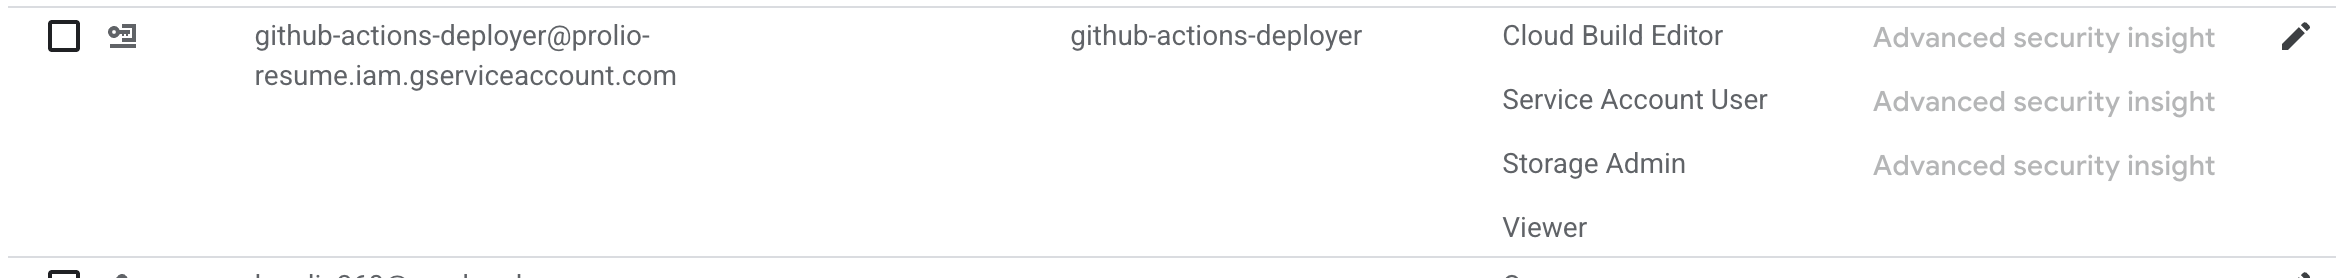 github-actions-deployer@prolio-
resume.iam.gserviceaccount.com
github-actions-deployer
Cloud Build Editor
Advanced security insight
Service Account User
Advanced security insight
Storage Admin
Advanced security insight
Viewer